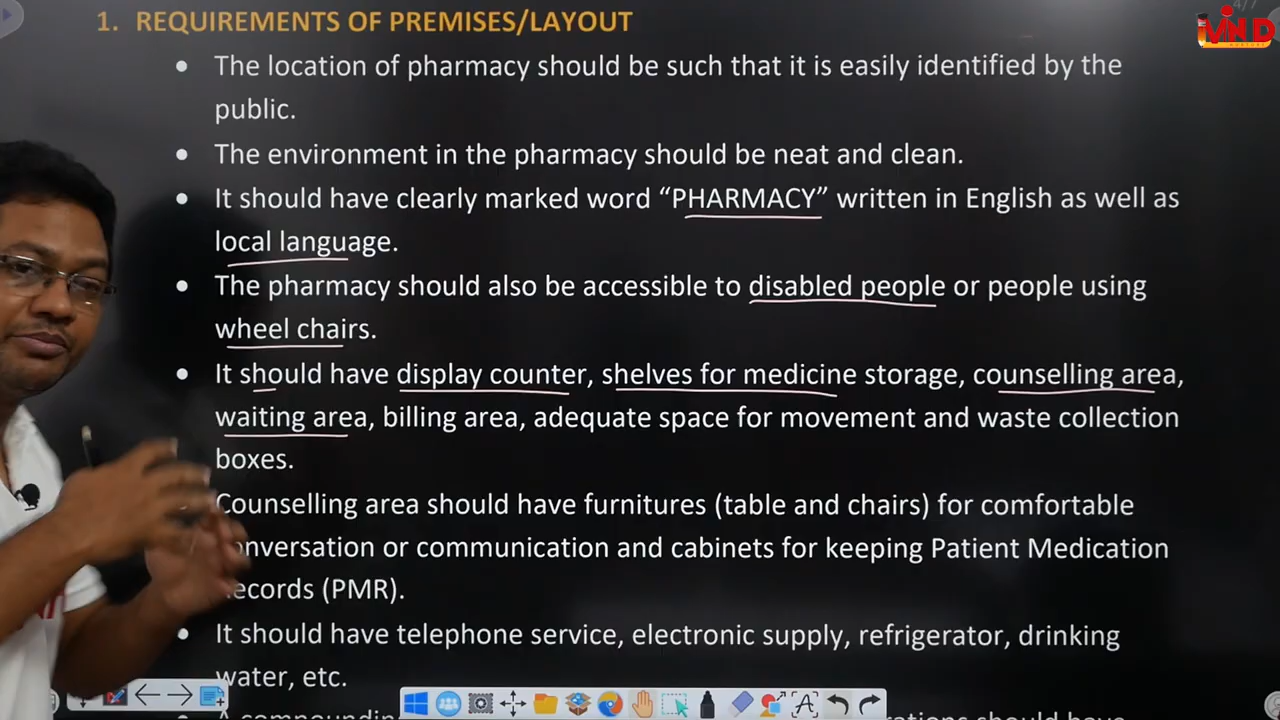 1. REQUIREMENTS OF PREMISES/LAYOUT
• The location of pharmacy should be such that it is easily identified by the
public.
• The environment in the pharmacy should be neat and clean.
• It should have clearly marked word “PHARMACY” written in English as well as
local language.
• The pharmacy should also be accessible to disabled people or people using
wheel chairs.
• It should have display counter, shelves for medicine storage, counselling area,
waiting area, billing area, adequate space for movement and waste collection
boxes.
Counselling area should have furnitures (table and chairs) for comfortable
conversation or communication and cabinets for keeping Patient Medication
Records (PMR).
• It should have telephone service, electronic supply, refrigerator, drinking
water, etc.
should have